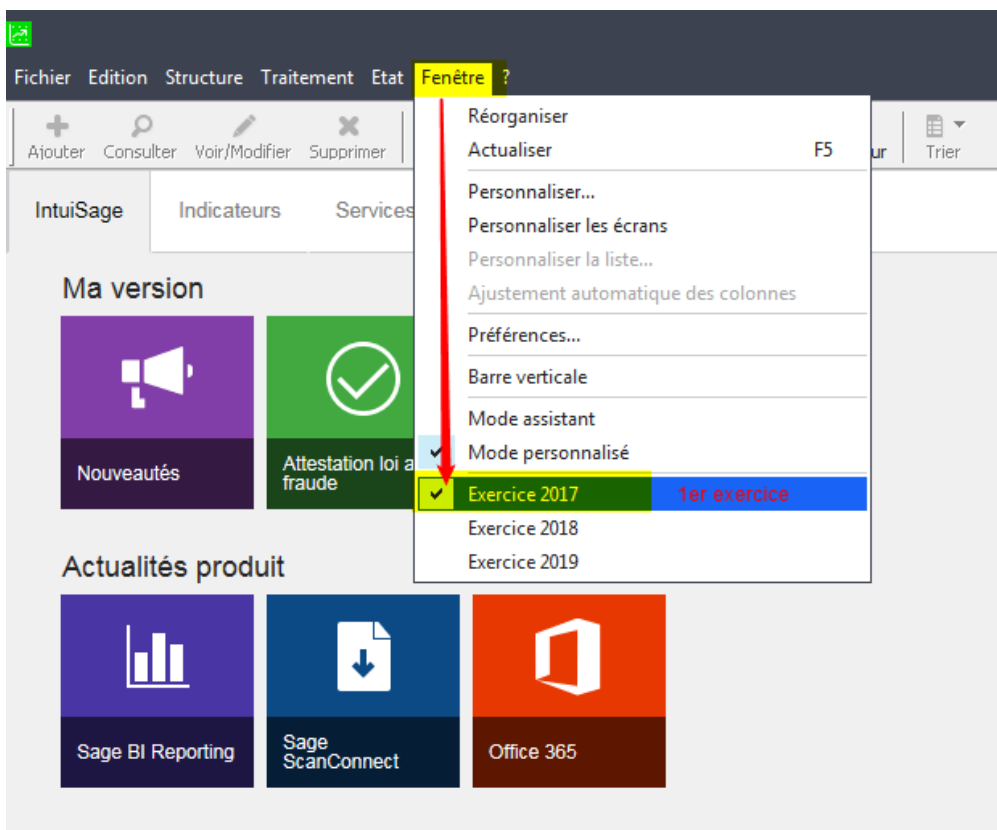 Fichier Edition Structure Traitement Etat Fenêtre ?
Ajouter Consulter Voir/Modifier Supprimer ur Trier
IntuiSage Indicateurs Services
Réorganiser
Actualiser F5
Personnaliser...
Personnaliser les écrans
Personnaliser la liste...
Ajustement automatique des colonnes
Préférences...
Barre verticale
Mode assistant
Mode personnalisé
Exercice 2017 1er exercice
Exercice 2018
Exercice 2019
Ma version
Nouveautés
Attestation loi a
fraude
Actualités produit
Sage BI Reporting
Sage
ScanConnect
Office 365